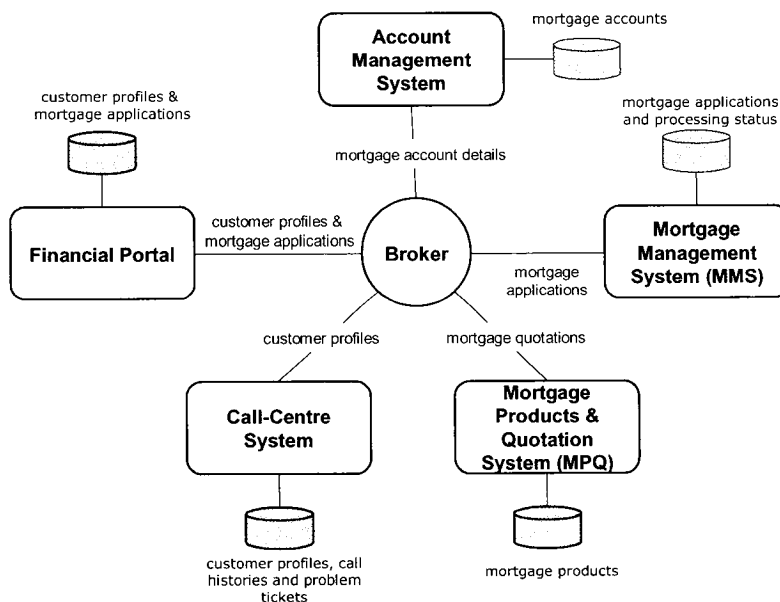 mortgage accounts
Account
Management
System
customer profiles &
mortgage applications
mortgage applications
and processing status
mortgage account details
Financial Portal
customer profiles &
mortgage applications
Broker
mortgage
applications
Mortgage
Management
System (MMS)
customer profiles
mortgage quotations
Call-Centre
System
Mortgage
Products &
Quotation
System (MPQ)
customer profiles, call
histories and problem
tickets
mortgage products